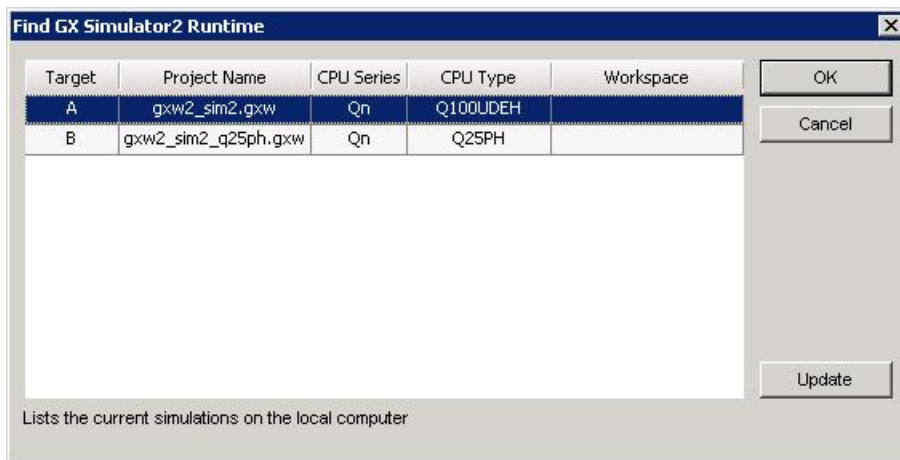 Find GX Simulator2 Runtime
Target Project Name CPU Series CPU Type Workspace
A gxw2_sim2.gxw Qn Q100UDEH
B gxw2_sim2_q25ph.gxw Qn Q25PH
OK
Cancel
Update
Lists the current simulations on the local computer